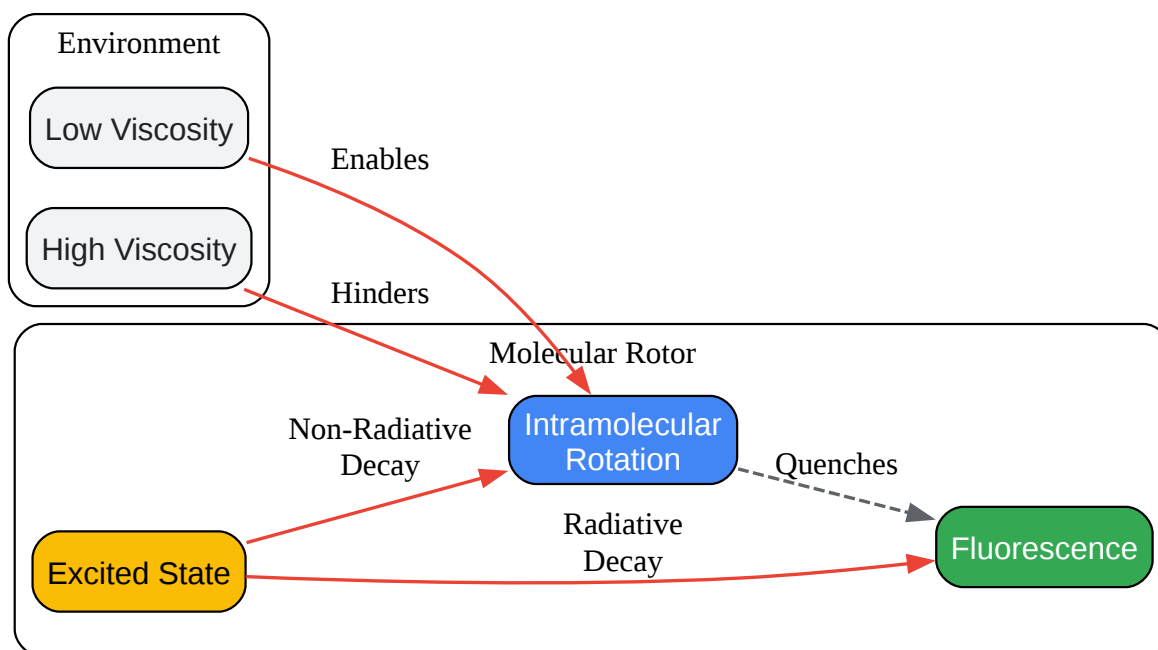 Environment
Low Viscosity
Enables
High Viscosity
Hinders
Molecular Rotor
Non-Radiative
Decay
Intramolecular
Rotation
Quenches
Radiative
Decay
Excited State
Fluorescence